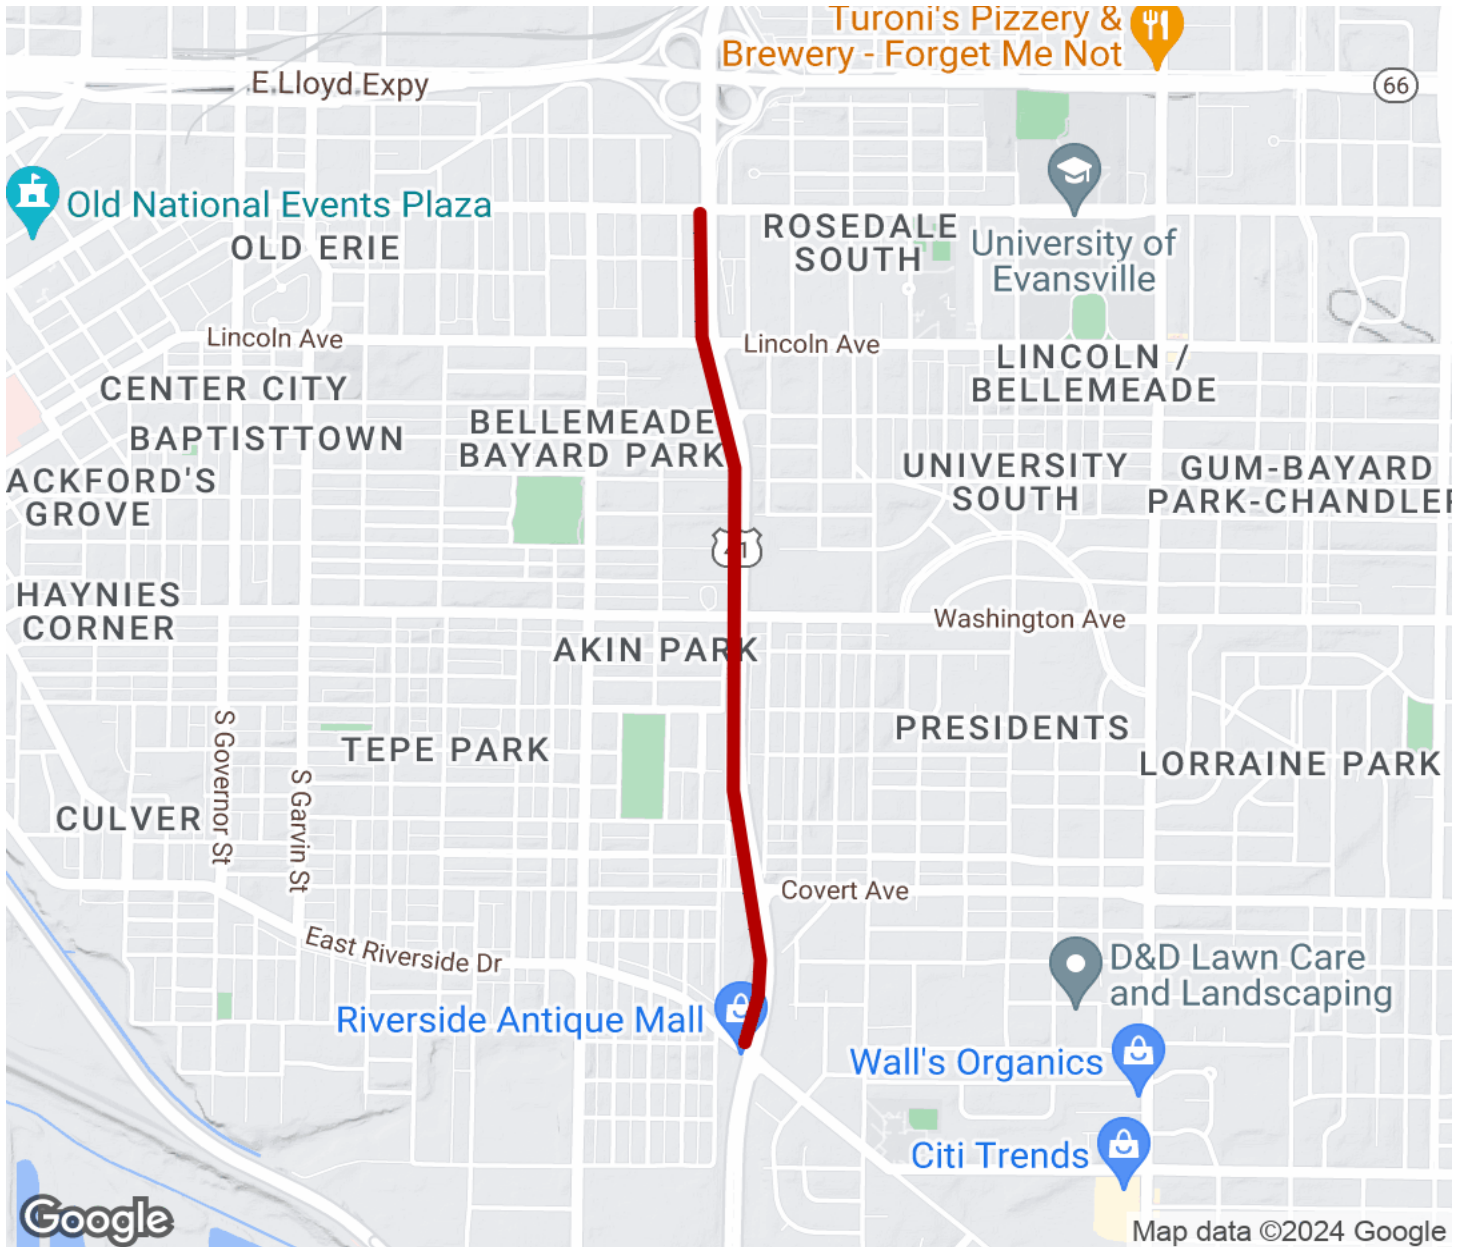 Turoni's Pizzery &
Brewery - Forget Me Not
E Lloyd Expy
66
Old National Events Plaza
OLD ERIE
ROSEDALE
SOUTH
University of
Evansville
Lincoln Ave
Lincoln Ave
LINCOLN /
BELLEMEADE
CENTER CITY
BAPTISTTOWN
BELLEMEADE
BAYARD PARK
ACKFORD'S
GROVE
UNIVERSITY
SOUTH
GUM-BAYARD
PARK-CHANDLER
41
HAYNIES
CORNER
Washington Ave
AKIN PARK
S Governor St
S Garvin St
TEPE PARK
PRESIDENTS
LORRAINE PARK
CULVER
Covert Ave
East Riverside Dr
D&D Lawn Care
and Landscaping
Riverside Antique Mall
Wall's Organics
Citi Trends
Google
Map data ©2024 Google